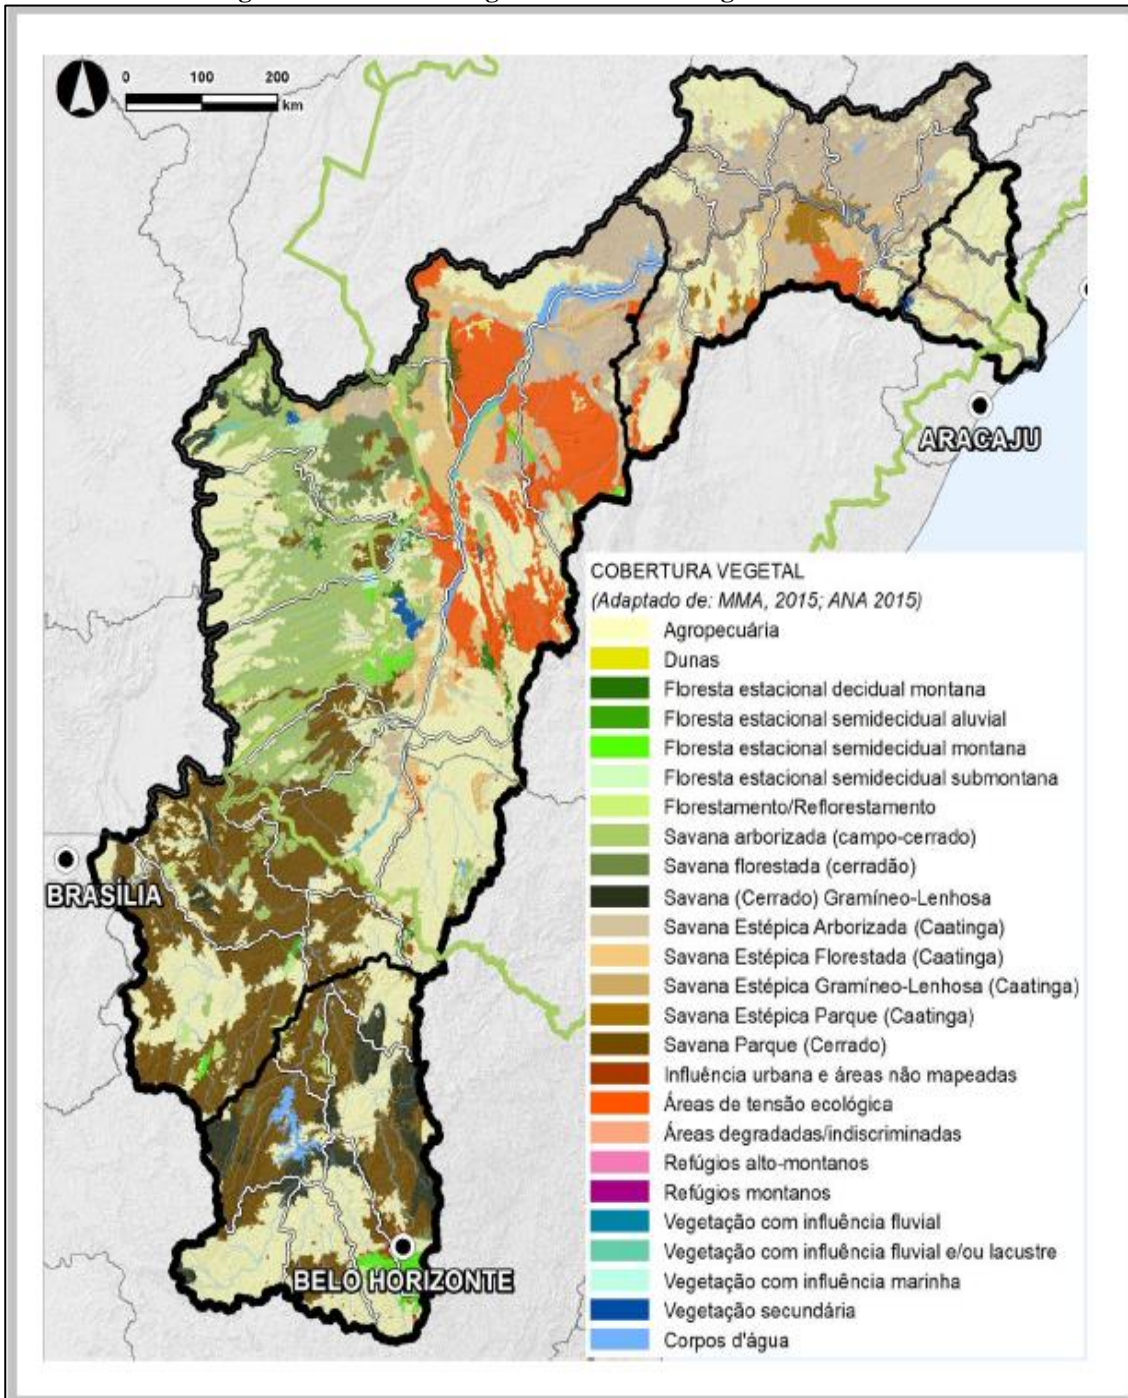 0 100 200
km
ARACAJU
BRASÍLIA
BELO HORIZONTE
COBERTURA VEGETAL
(Adaptado de: MMA, 2015; ANA 2015)
Agropecuária
Dunas
Floresta estacional decidual montana
Floresta estacional semidecidual aluvial
Floresta estacional semidecidual montana
Floresta estacional semidecidual submontana
Florestamento/Reflorestamento
Savana arborizada (campo-cerrado)
Savana florestada (cerradão)
Savana (Cerrado) Gramíneo-Lenhosa
Savana Estépica Arborizada (Caatinga)
Savana Estépica Florestada (Caatinga)
Savana Estépica Gramíneo-Lenhosa (Caatinga)
Savana Estépica Parque (Caatinga)
Savana Parque (Cerrado)
Influência urbana e áreas não mapeadas
Áreas de tensão ecológica
Áreas degradadas/indiscriminadas
Refúgios alto-montanos
Refúgios montanos
Vegetação com influência fluvial
Vegetação com influência fluvial e/ou lacustre
Vegetação com influência marinha
Vegetação secundária
Corpos d'água